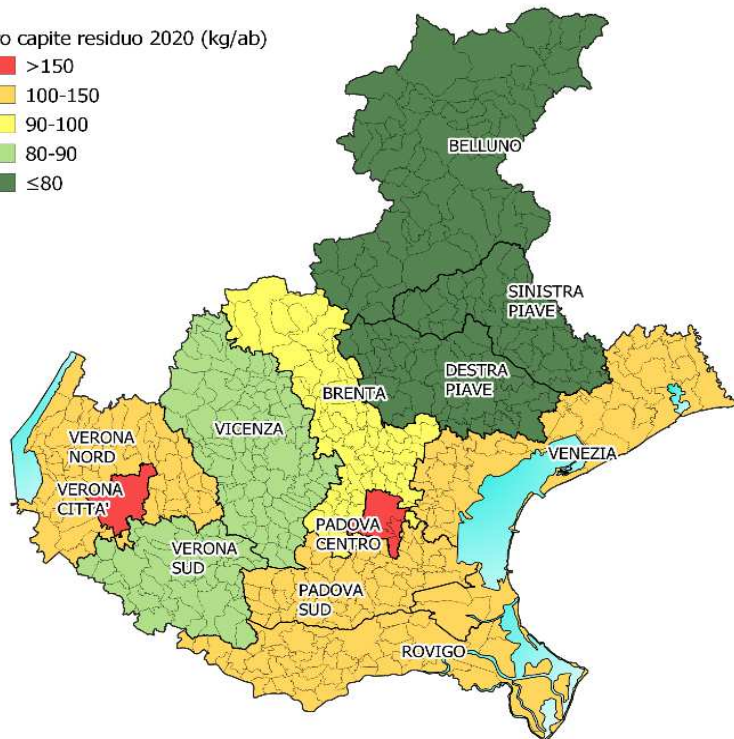 ro capite residuo 2020 (kg/ab)
>150
100-150
90-100
80-90
≤80
BELLUNO
SINISTRA
PIAVE
DESTRA
PIAVE
BRENTA
VICENZA
VERONA
NORD
VENEZIA
VERONA
CITTA'
PADOVA
CENTRO
VERONA
SUD
PADOVA
SUD
ROVIGO